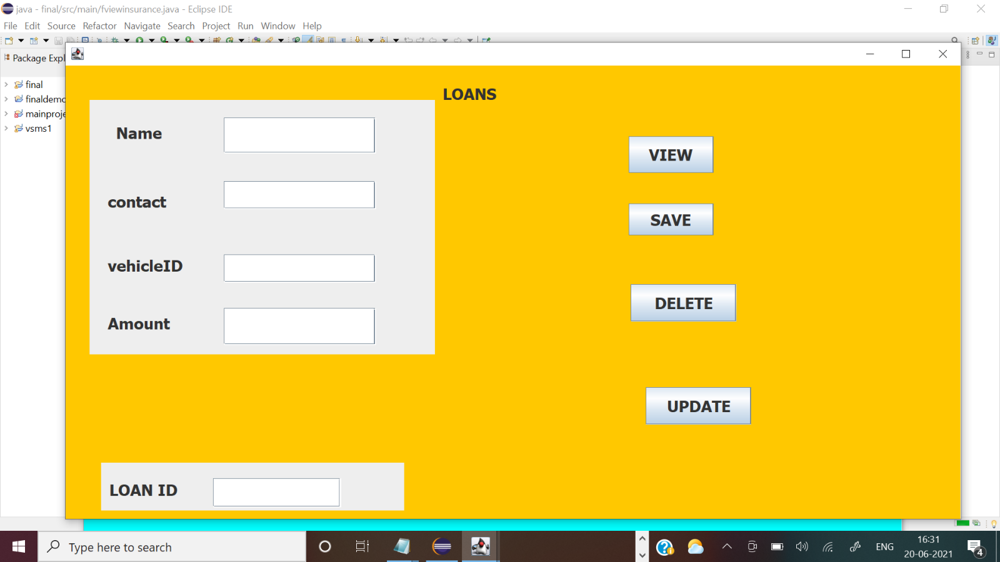 java - final/src/main/fviewinsurance.java - Eclipse IDE
File Edit Source Refactor Navigate Search Project Run Window Help
Package Expl
final
finaldemo
mainproje
vsms1
LOANS
Name
contact
vehicleID
Amount
VIEW
SAVE
DELETE
UPDATE
LOAN ID
Type here to search
ENG
16:31
20-06-2021
4